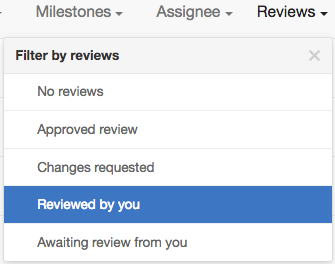 Milestones Assignee Reviews
Filter by reviews
No reviews
Approved review
Changes requested
Reviewed by you
Awaiting review from you